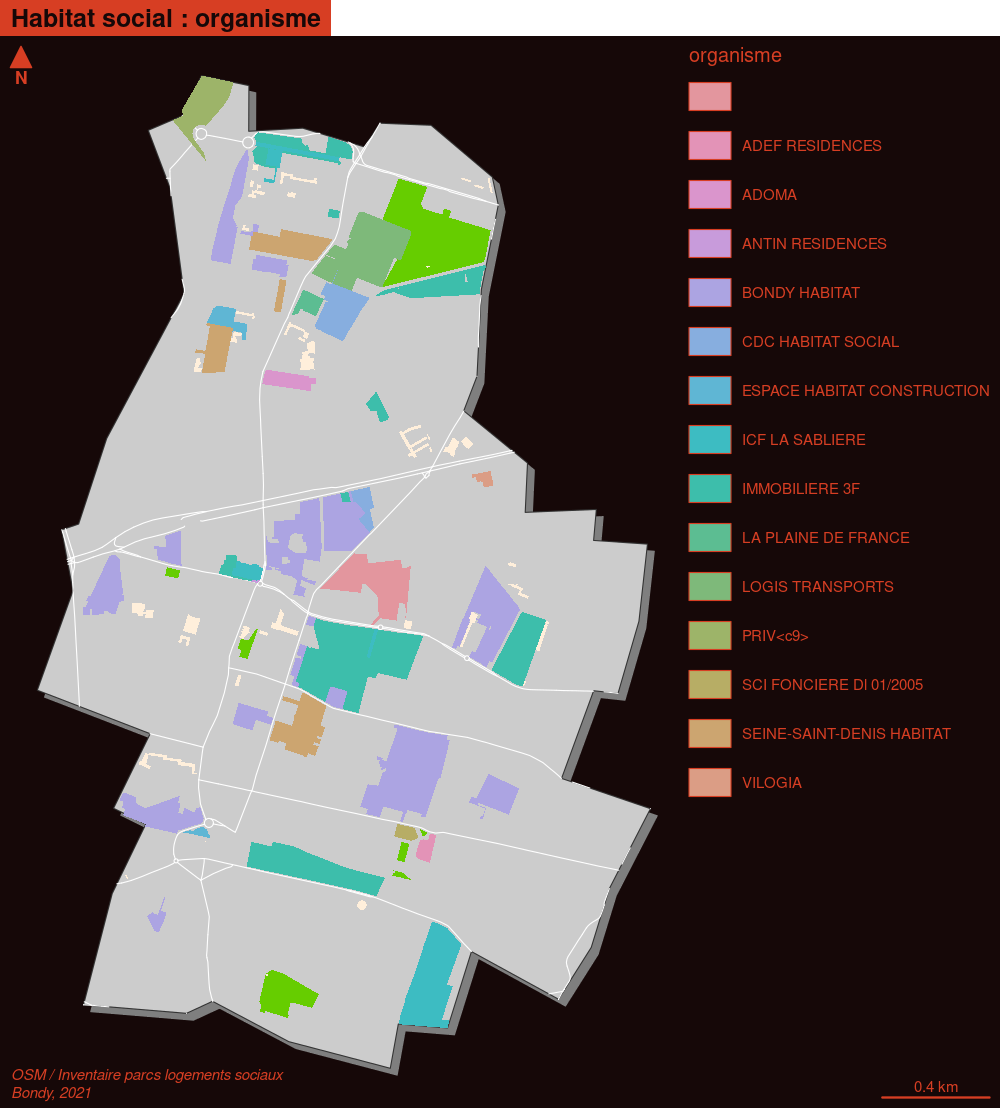 Habitat social : organisme
N
organisme
ADEF RESIDENCES
ADOMA
ANTIN RESIDENCES
BONDY HABITAT
CDC HABITAT SOCIAL
ESPACE HABITAT CONSTRUCTION
ICF LA SABLIERE
IMMOBILIERE 3F
LA PLAINE DE FRANCE
LOGIS TRANSPORTS
PRIV<c9>
SCI FONCIERE DI 01/2005
SEINE-SAINT-DENIS HABITAT
VILOGIA
OSM / Inventaire parcs logements sociaux
Bondy, 2021
0.4 km